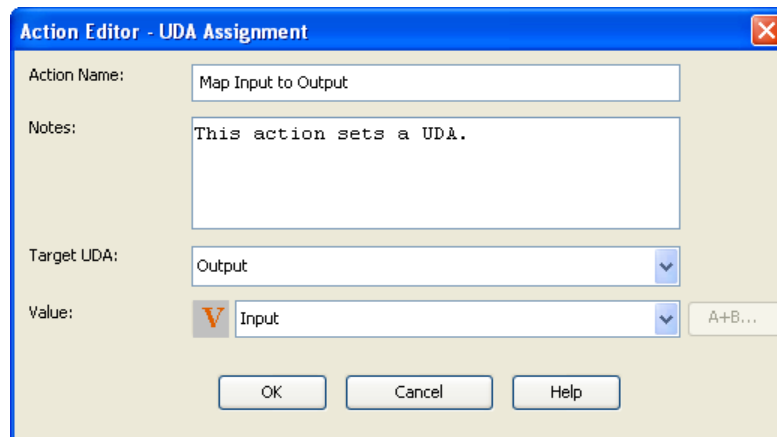 Action Editor - UDA Assignment
Action Name:
Map Input to Output
Notes:
This action sets a UDA.
Target UDA:
Output
Value:
V
Input
A+B...
OK
Cancel
Help